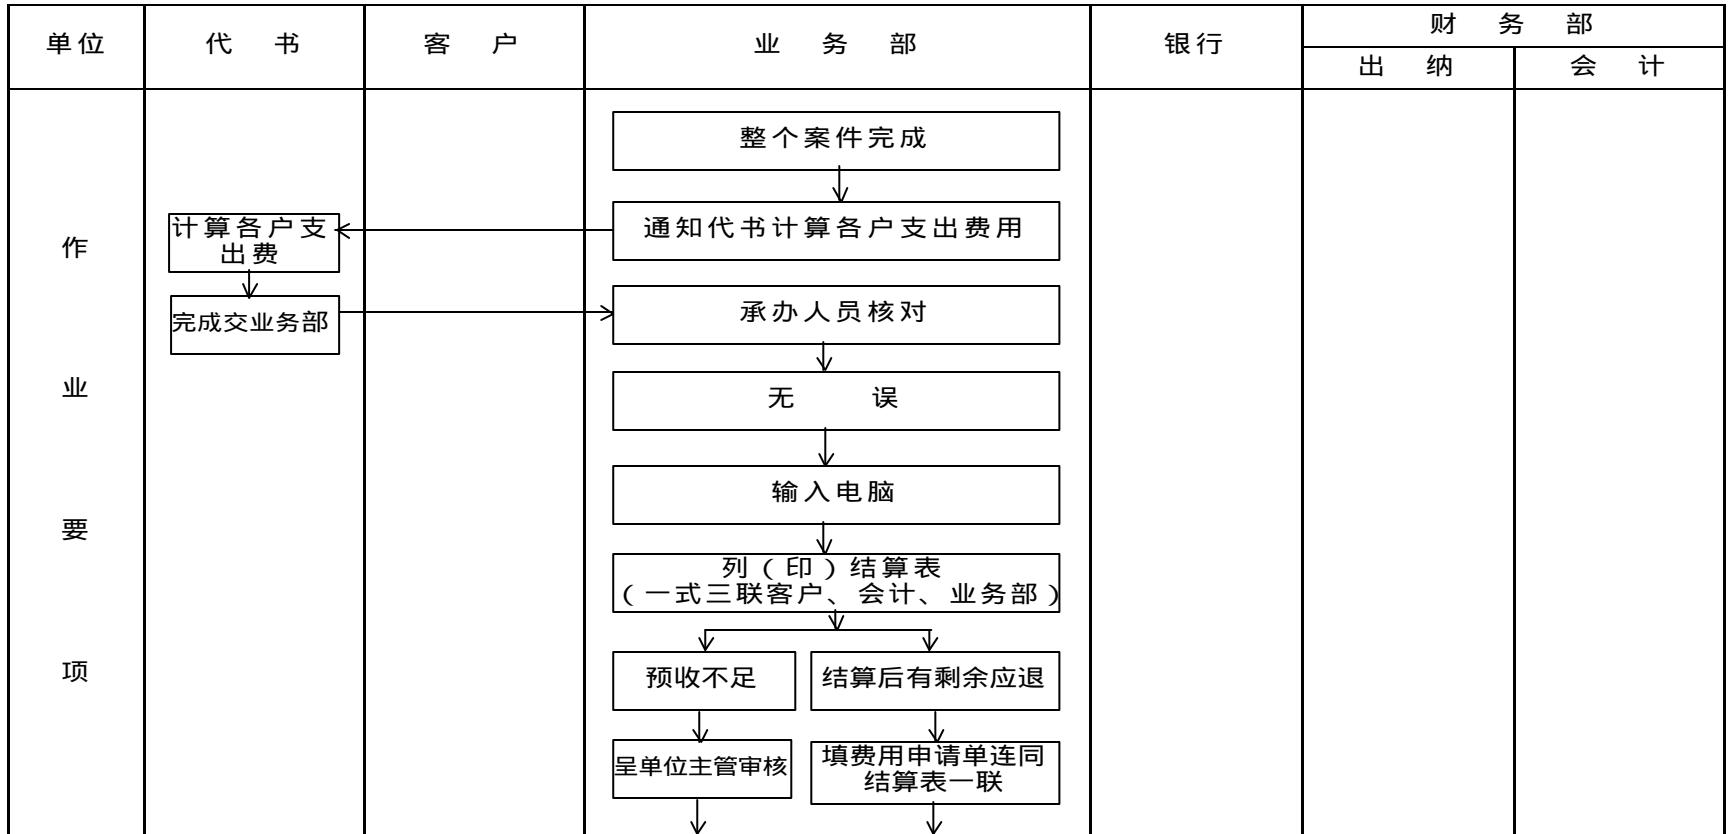 单位
代 书
客 户
业 务 部
银行
财 务 部
出 纳
会 计
作
业
要
项
整个案件完成
通知代书计算各户支出费用
计算各户支
出费
完成交业务部
承办人员核对
无 误
输入电脑
列(印)结算表
(一式三联客户、会计、业务部)
预收不足
结算后有剩余应退
呈单位主管审核
填费用申请单连同
结算表一联